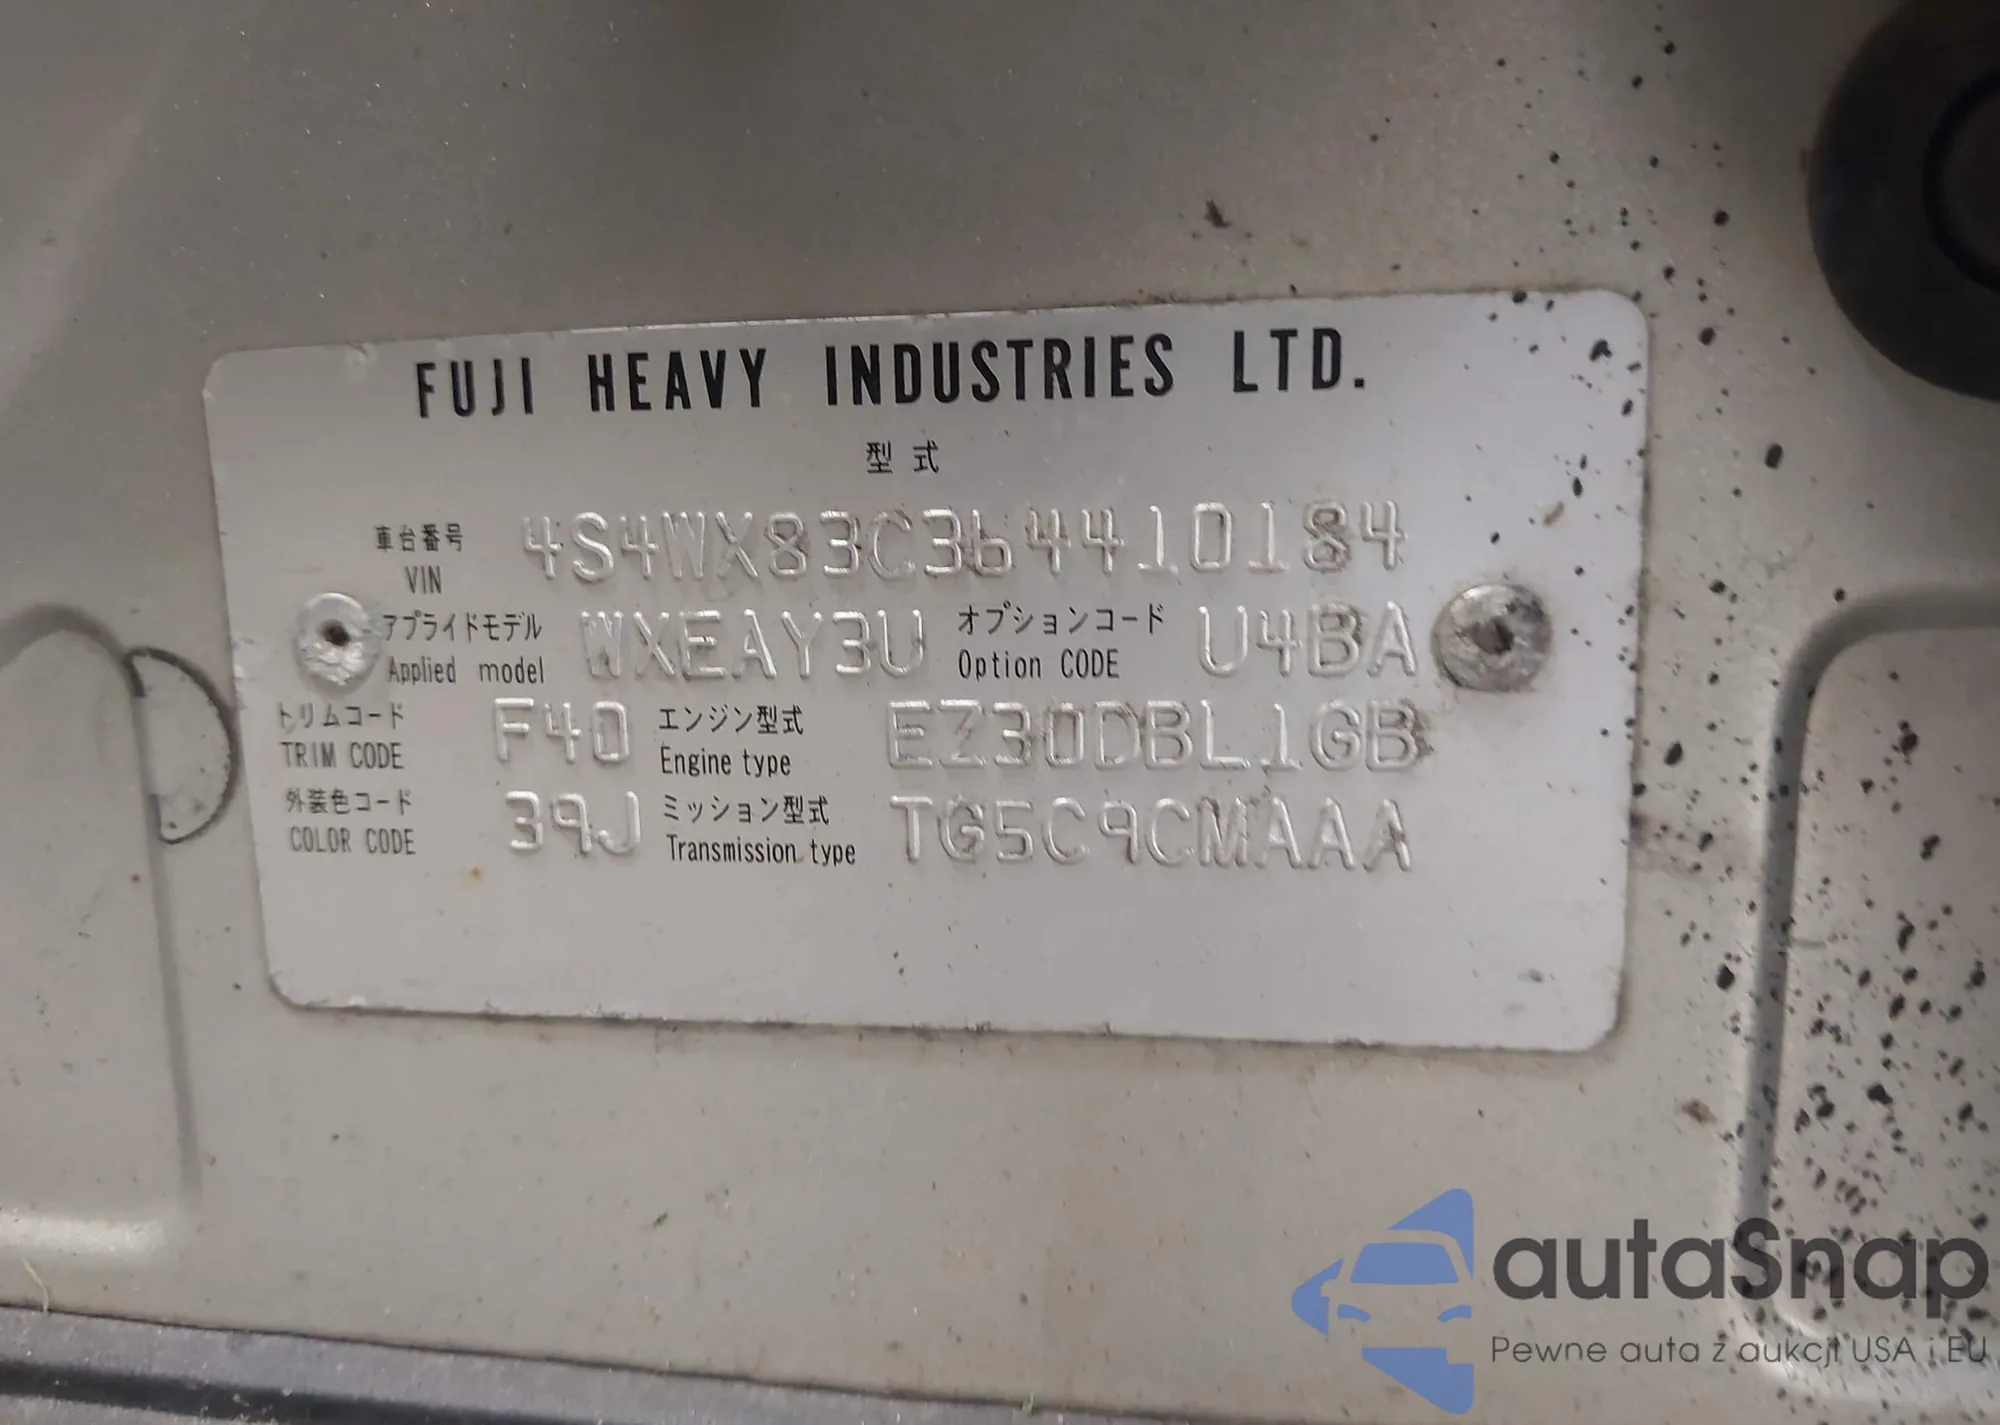 FUJI HEAVY INDUSTRIES LTD.
型式
車台番号
VIN 4S4WX83C364410184
アプライドモデル
Applied model WXEAY3U
オプションコード
Option CODE U4BA
トリムコード
TRIM CODE F40
エンジン型式
Engine type EZ30DBL1GB
外装色コード
COLOR CODE 39J
ミッション型式
Transmission type TG5C9CMAAA
autaSnap
Pewne auta z aukcji USA i EU